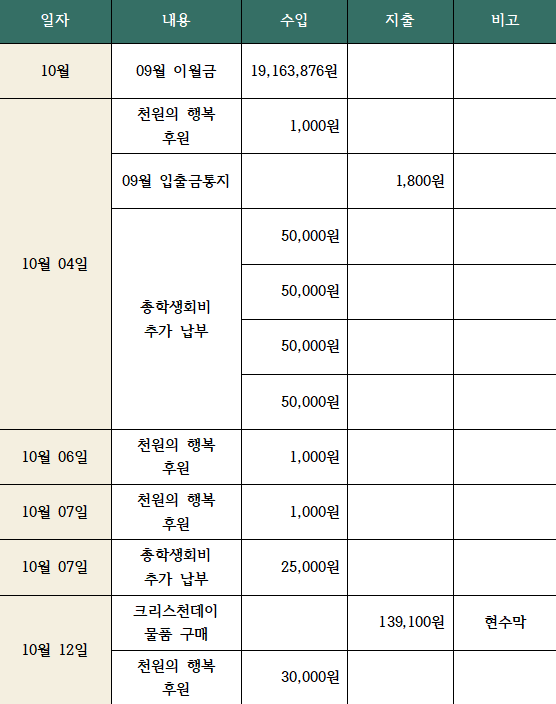 일자 내용 수입 지출 비고
10월 09월 이월금 19,163,876원
천원의 행복
후원
1,000원
09월 입출금통지 1,800원
10월 04일
총학생회비
추가 납부
50,000원
50,000원
50,000원
50,000원
10월 06일
천원의 행복
후원
1,000원
10월 07일
천원의 행복
후원
1,000원
10월 07일
총학생회비
추가 납부
25,000원
10월 12일
크리스천데이
물품 구매
139,100원 현수막
천원의 행복
후원
30,000원